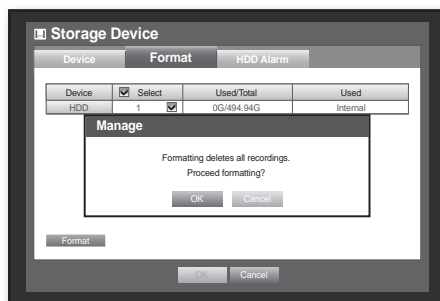 Storage Device
Device Format HDD Alarm
Device Select Used/Total Used
HDD 1 0G/494.94G Internal
Manage
Formatting deletes all recordings.
Proceed formatting?
OK Cancel
Format
OK Cancel